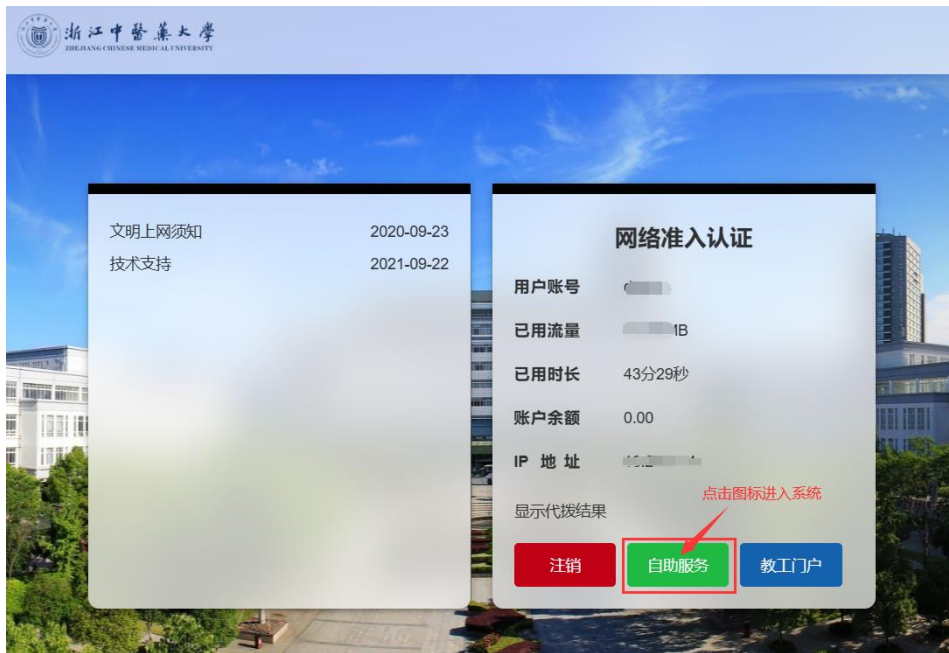 浙江中醫藥大學
ZHEJIANG CHINESE MEDICAL UNIVERSITY
文明上网须知 2020-09-23
技术支持 2021-09-22
网络准入认证
用户账号
已用流量 MB
已用时长 43分29秒
账户余额 0.00
IP 地 址
点击图标进入系统
显示代拨结果
注销 自助服务 教工门户